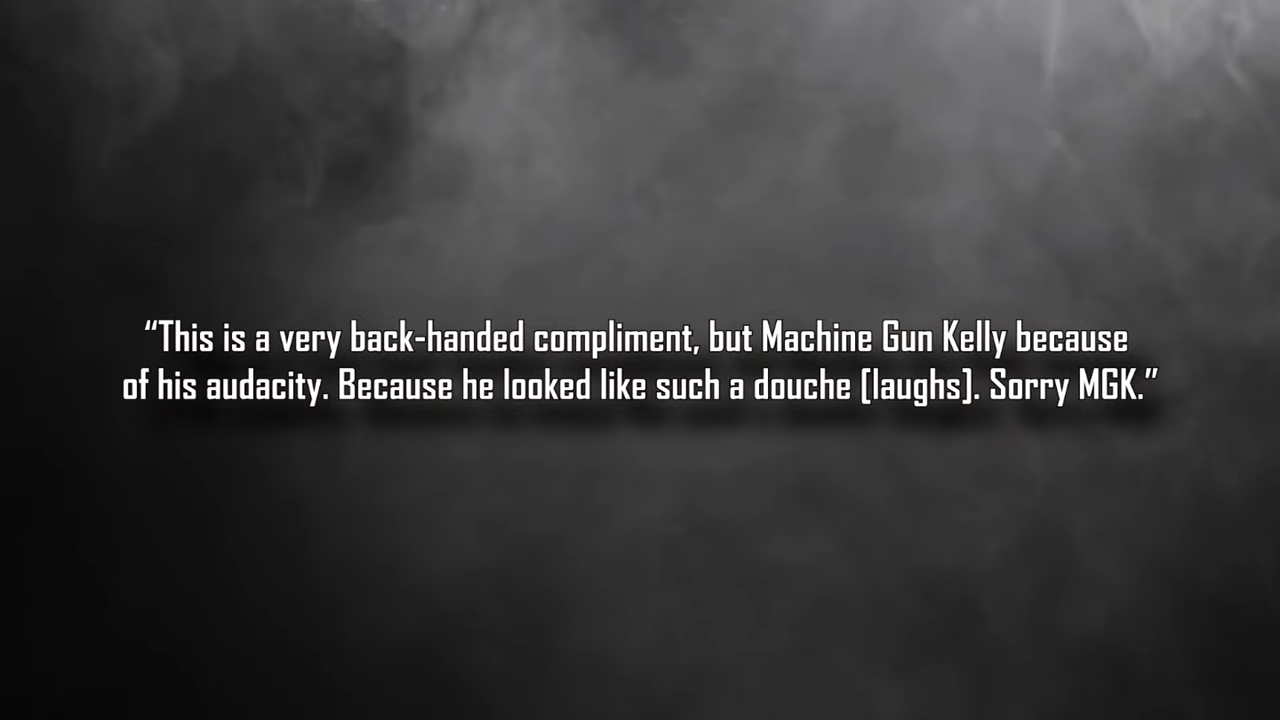 “This is a very back-handed compliment, but Machine Gun Kelly because
of his audacity. Because he looked like such a douche [laughs]. Sorry MGK.”